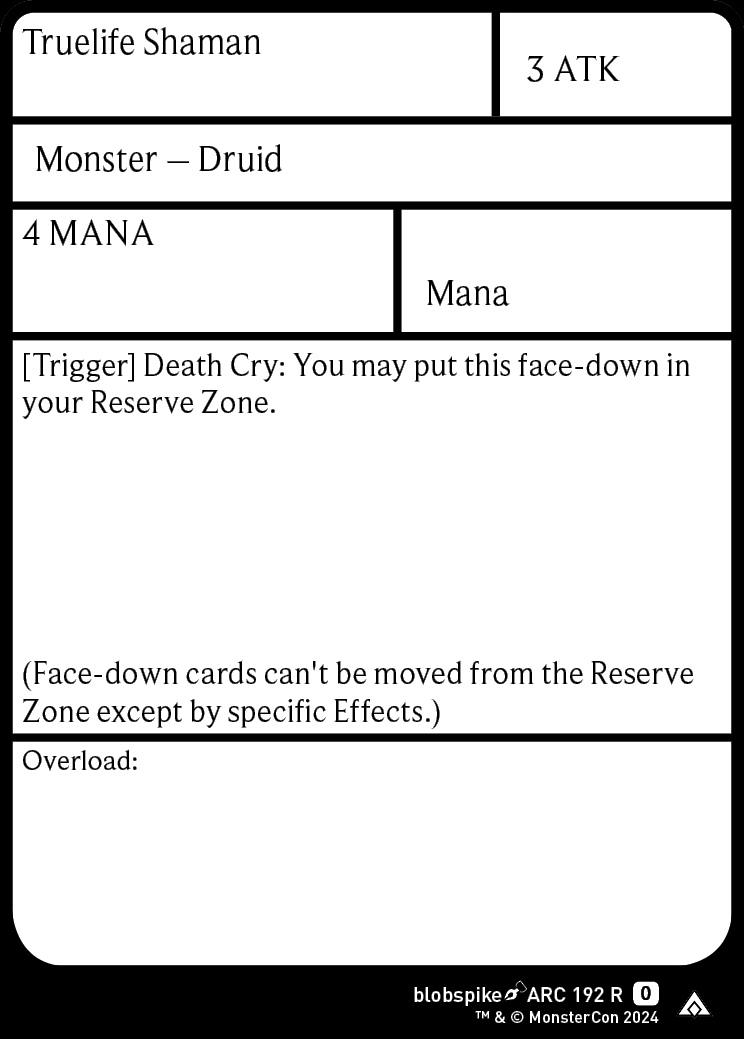 Truelife Shaman
3 ATK
Monster – Druid
4 MANA
Mana
[Trigger] Death Cry: You may put this face-down in
your Reserve Zone.
(Face-down cards can't be moved from the Reserve
Zone except by specific Effects.)
Overload:
blobspike ARC 192 R 0
™ & © MonsterCon 2024